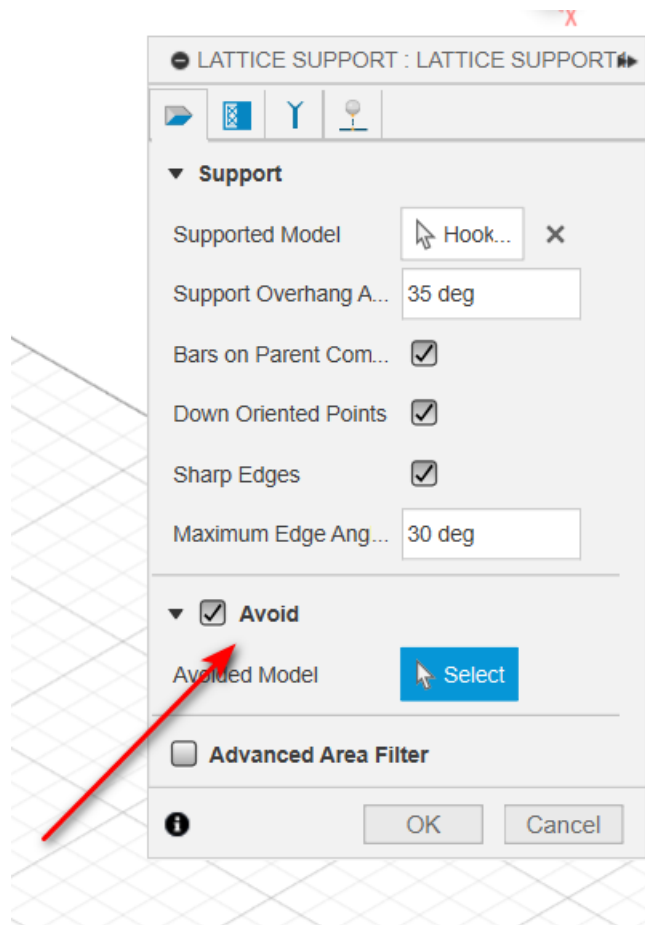 X
LATTICE SUPPORT : LATTICE SUPPORT
Support
Supported Model Hook...
Support Overhang A... 35 deg
Bars on Parent Com...
Down Oriented Points
Sharp Edges
Maximum Edge Ang... 30 deg
Avoid
Avoided Model Select
Advanced Area Filter
OK Cancel